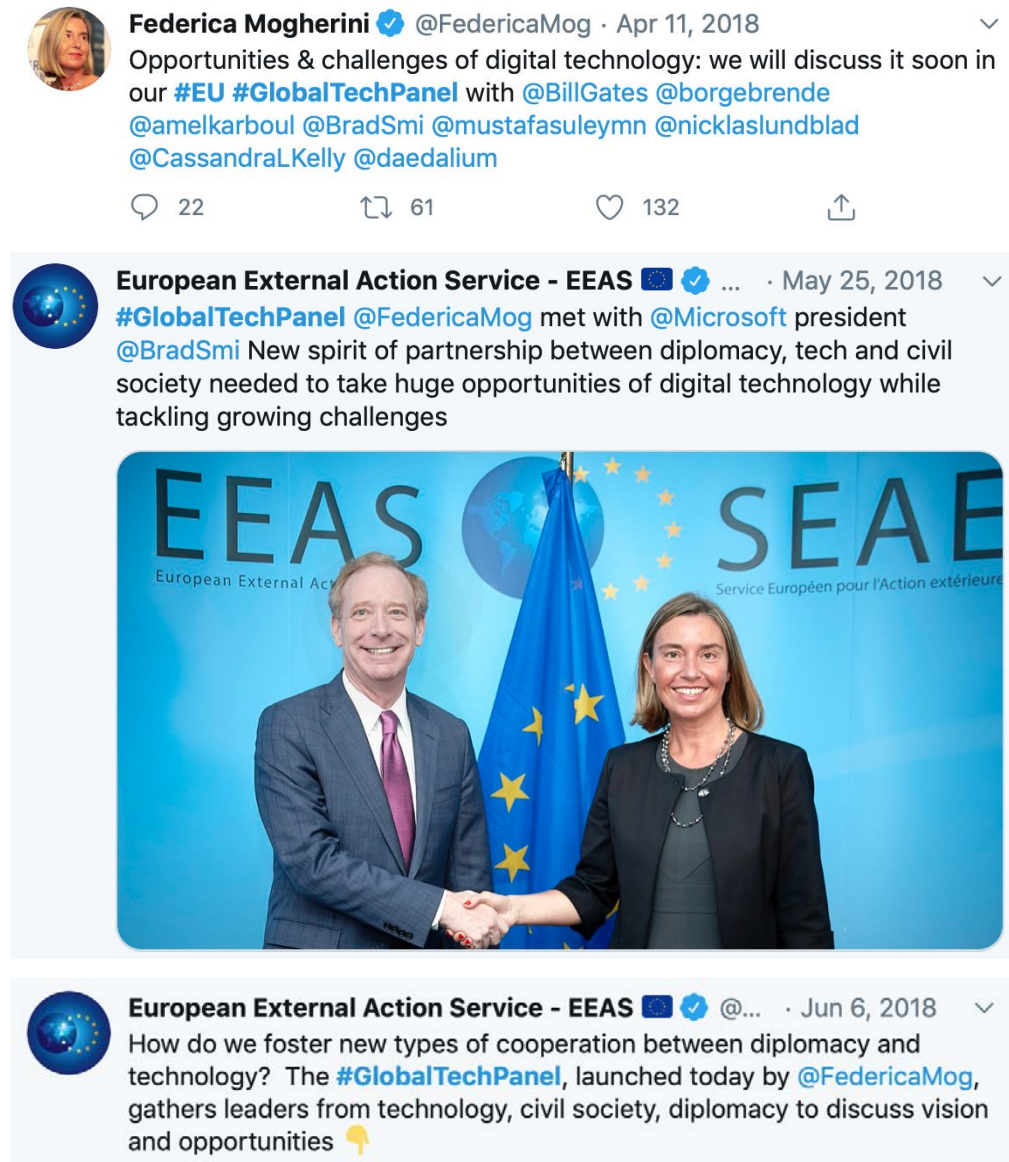 Federica Mogherini @FedericaMog · Apr 11, 2018
Opportunities & challenges of digital technology: we will discuss it soon in
our #EU #GlobalTechPanel with @BillGates @borgebrende
@amelkarboul @BradSmi @mustafasuleymn @nicklaslundblad
@CassandraLKelly @daedalium
22 61 132
European External Action Service - EEAS ... · May 25, 2018
#GlobalTechPanel @FedericaMog met with @Microsoft president
@BradSmi New spirit of partnership between diplomacy, tech and civil
society needed to take huge opportunities of digital technology while
tackling growing challenges
EEAS SEAE
European External Act Service Européen pour l'Action extérieure
European External Action Service - EEAS @... · Jun 6, 2018
How do we foster new types of cooperation between diplomacy and
technology? The #GlobalTechPanel, launched today by @FedericaMog,
gathers leaders from technology, civil society, diplomacy to discuss vision
and opportunities 👇